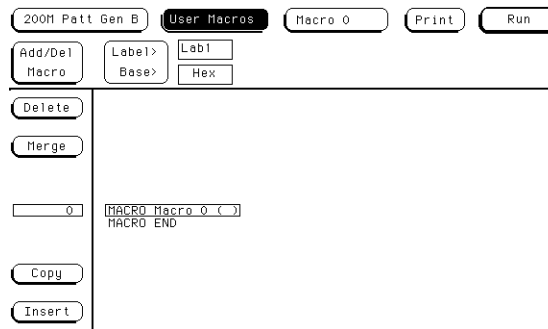 200M Patt Gen B User Macros Macro 0 Print Run
Add/Del Macro Label> Base> Lab1 Hex
Delete
Merge
0 MACRO Macro 0 ( )
MACRO END
Copy
Insert